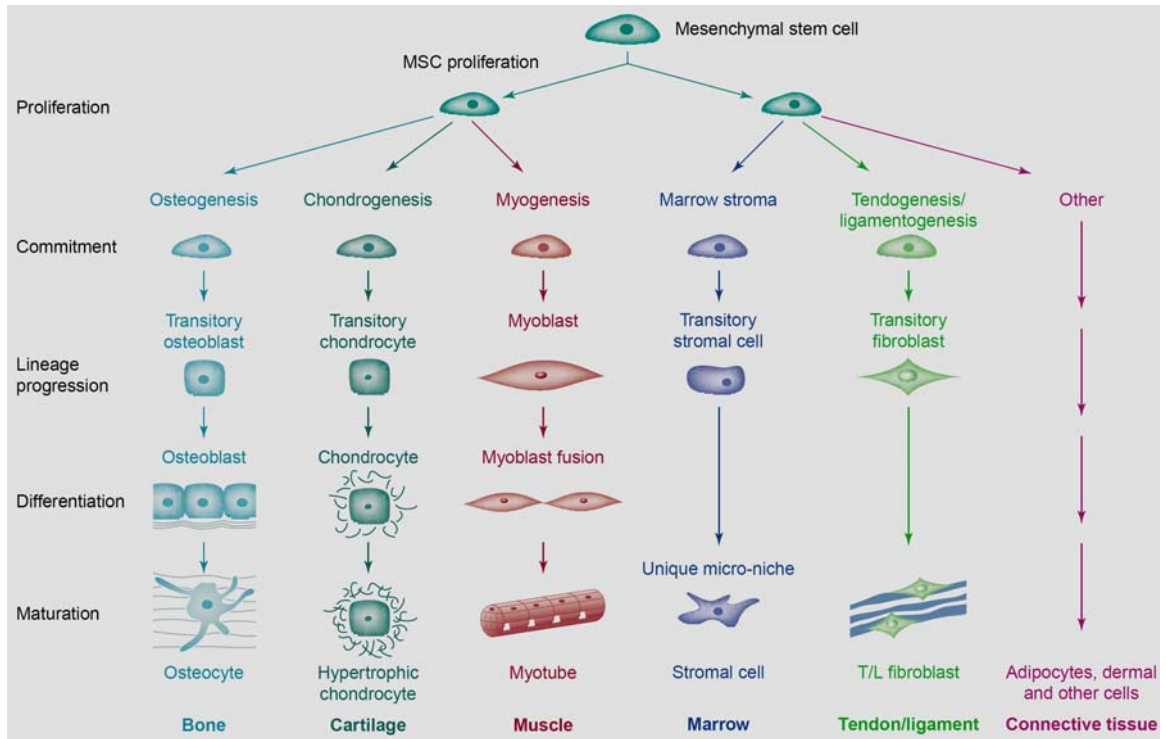 Mesenchymal stem cell
MSC proliferation
Proliferation
Osteogenesis
Chondrogenesis
Myogenesis
Marrow stroma
Tendogenesis/
ligamentogenesis
Other
Commitment
Transitory
osteoblast
Transitory
chondrocyte
Myoblast
Transitory
stromal cell
Transitory
fibroblast
Lineage
progression
Osteoblast
Chondrocyte
Myoblast fusion
Differentiation
Unique micro-niche
Maturation
Osteocyte
Hypertrophic
chondrocyte
Myotube
Stromal cell
T/L fibroblast
Adipocytes, dermal
and other cells
Bone
Cartilage
Muscle
Marrow
Tendon/ligament
Connective tissue